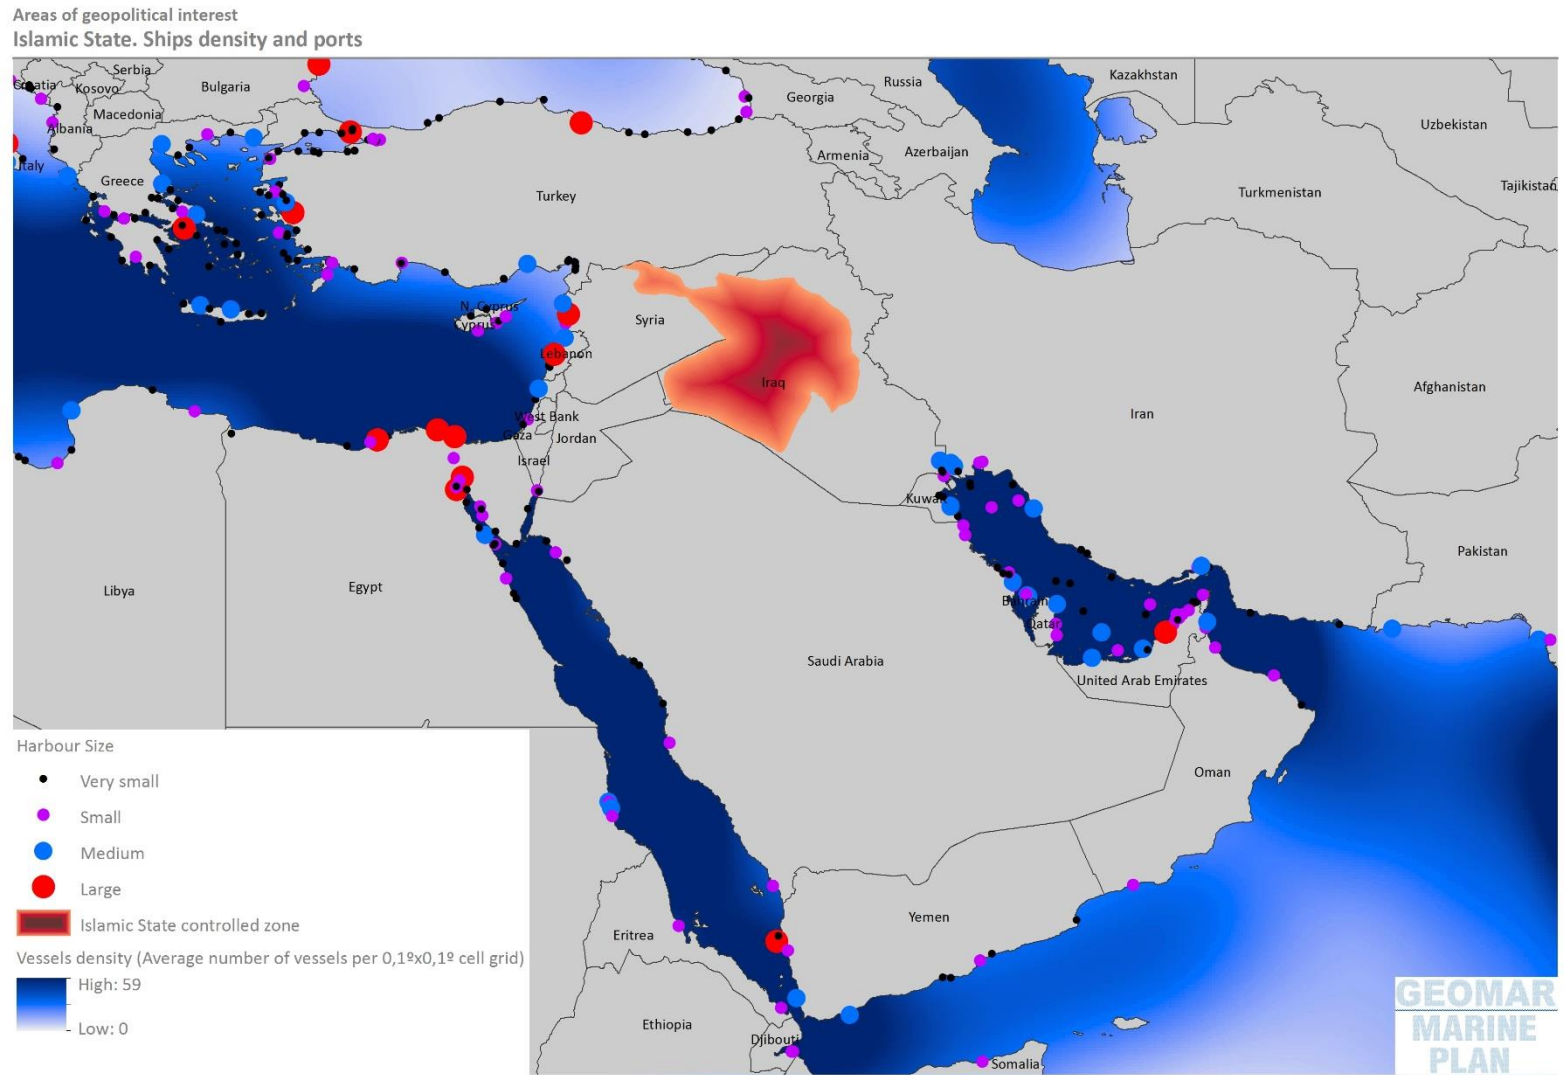 Areas of geopolitical interest
Islamic State. Ships density and ports
Serbia
Kazakhstan
Croatia
Kosovo
Bulgaria
Russia
Georgia
Macedonia
Uzbekistan
Albania
Armenia
Azerbaijan
Italy
Greece
Turkey
Turkmenistan
Tajikistan
N. Cyprus
Cyprus
Syria
Lebanon
Iraq
Afghanistan
Iran
West Bank
Gaza
Jordan
Israel
Kuwait
Pakistan
Libya
Egypt
Bahrain
Qatar
Saudi Arabia
United Arab Emirates
Oman
Yemen
Eritrea
Ethiopia
Djibouti
Somalia
Harbour Size
Very small
Small
Medium
Large
Islamic State controlled zone
Vessels density (Average number of vessels per 0,1ºx0,1º cell grid)
High: 59
Low: 0
GEOMAR
MARINE
PLAN